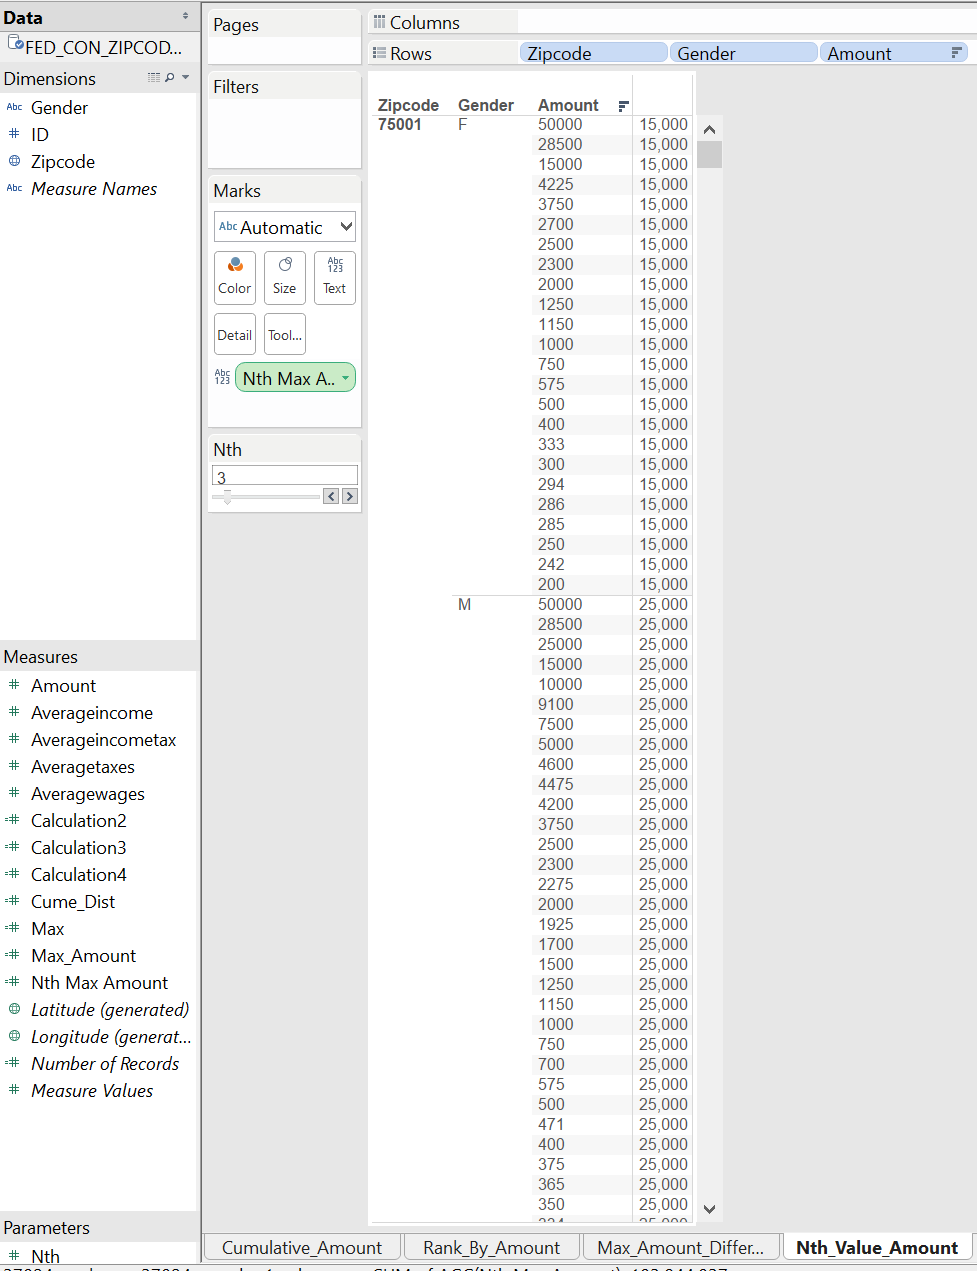 Data
FED_CON_ZIPCOD...
Dimensions
Abc Gender
# ID
Zipcode
Abc Measure Names
Measures
# Amount
# Averageincome
# Averageincometax
# Averagetaxes
# Averagewages
=# Calculation2
=# Calculation3
=# Calculation4
=# Cume_Dist
=# Max
=# Max_Amount
=# Nth Max Amount
Latitude (generated)
Longitude (generat...
=# Number of Records
# Measure Values
Parameters
# Nth
Pages
Filters
Marks
Abc Automatic
Color Size Abc 123 Text
Detail Tool...
Abc 123 Nth Max A..
Nth
3
Columns
Rows Zipcode Gender Amount
Zipcode Gender Amount
75001 F 50000 15,000
28500 15,000
15000 15,000
4225 15,000
3750 15,000
2700 15,000
2500 15,000
2300 15,000
2000 15,000
1250 15,000
1150 15,000
1000 15,000
750 15,000
575 15,000
500 15,000
400 15,000
333 15,000
300 15,000
294 15,000
286 15,000
285 15,000
250 15,000
242 15,000
200 15,000
M 50000 25,000
28500 25,000
25000 25,000
15000 25,000
10000 25,000
9100 25,000
7500 25,000
5000 25,000
4600 25,000
4475 25,000
4200 25,000
3750 25,000
2500 25,000
2300 25,000
2275 25,000
2000 25,000
1925 25,000
1700 25,000
1500 25,000
1250 25,000
1150 25,000
1000 25,000
750 25,000
700 25,000
575 25,000
500 25,000
471 25,000
400 25,000
375 25,000
365 25,000
350 25,000
Cumulative_Amount Rank_By_Amount Max_Amount_Differ... Nth_Value_Amount